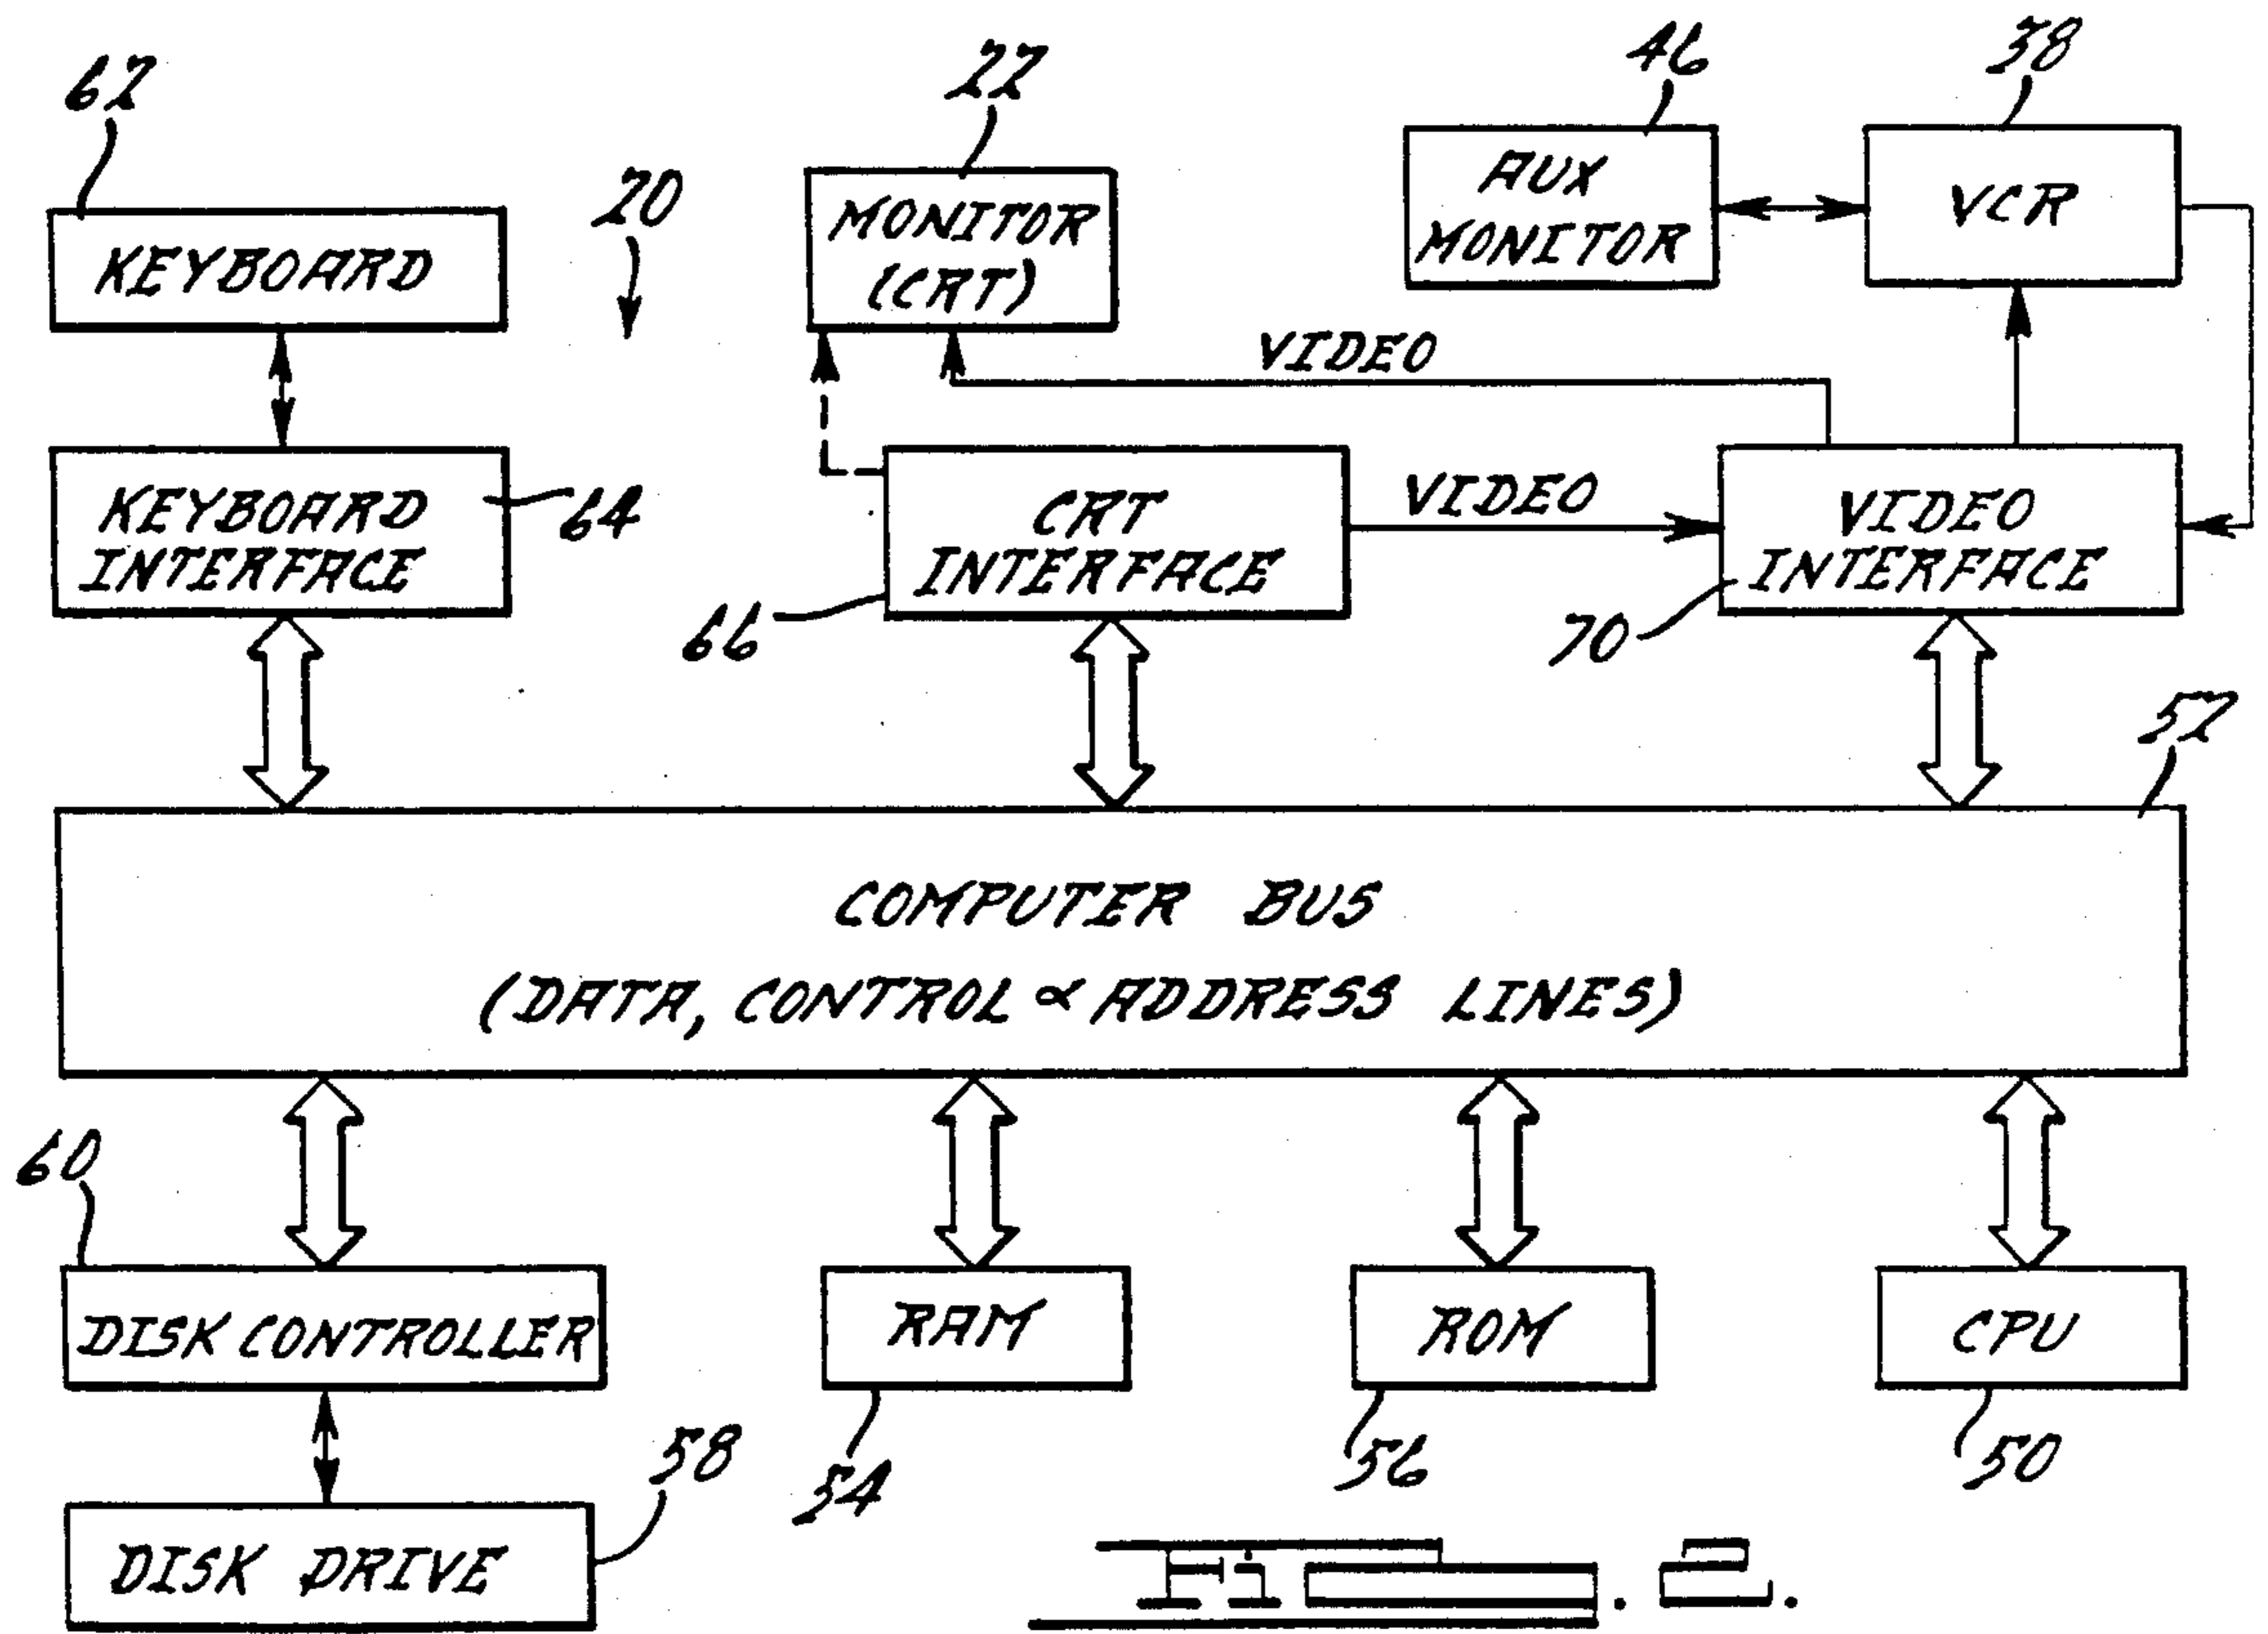 62
22
46
38
20
KEYBOARD
MONITOR
(CRT)
AUX
MONITOR
VCR
VIDEO
KEYBOARD
INTERFACE
64
CRT
INTERFACE
66
VIDEO
VIDEO
INTERFACE
70
52
COMPUTER BUS
(DATA, CONTROL & ADDRESS LINES)
60
DISK CONTROLLER
RAM
ROM
CPU
58
54
56
50
DISK DRIVE
Fig. 2.